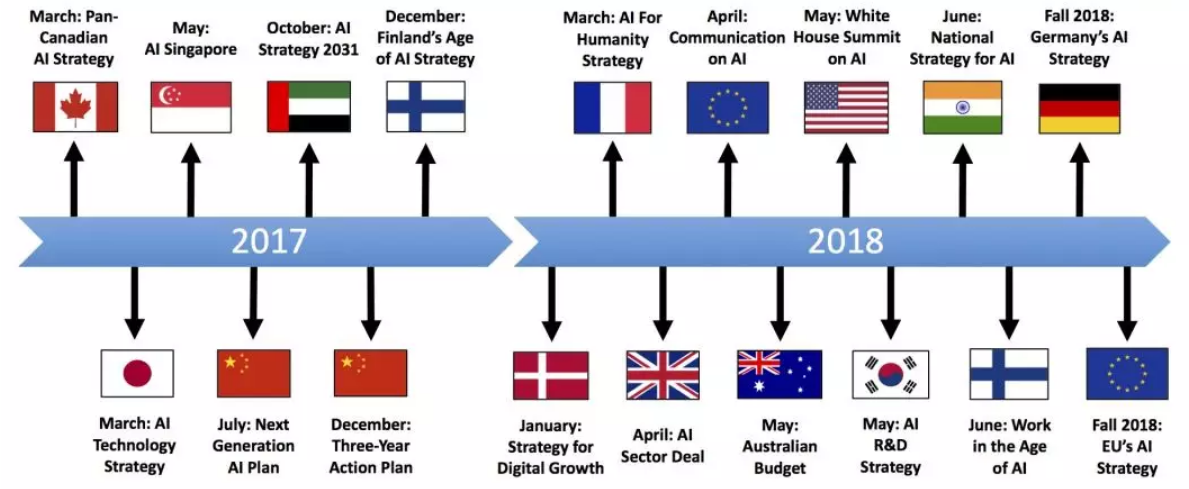 March: Pan-
Canadian
AI Strategy
May:
AI Singapore
October: AI
Strategy 2031
December:
Finland’s Age
of AI Strategy
March: AI For
Humanity
Strategy
April:
Communication
on AI
May: White
House Summit
on AI
June:
National
Strategy for AI
Fall 2018:
Germany’s AI
Strategy
2017
2018
March: AI
Technology
Strategy
July: Next
Generation
AI Plan
December:
Three-Year
Action Plan
January:
Strategy for
Digital Growth
April: AI
Sector Deal
May:
Australian
Budget
May: AI
R&D
Strategy
June: Work
in the Age
of AI
Fall 2018:
EU’s AI
Strategy